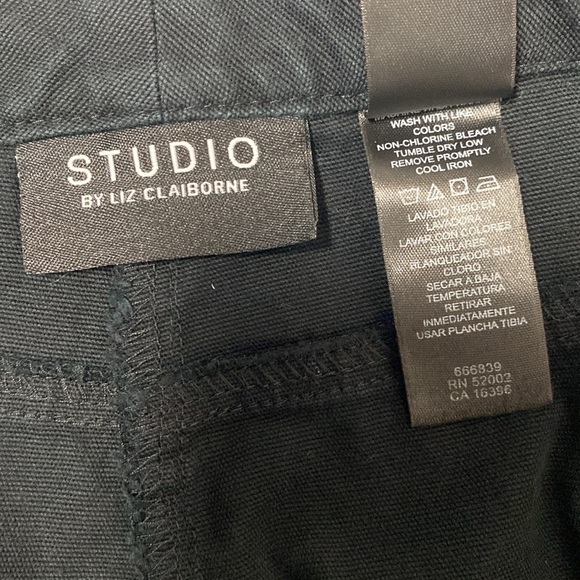 STUDIO
BY LIZ CLAIBORNE
WASH WITH LIKE
COLORS
NON-CHLORINE BLEACH
TUMBLE DRY LOW
REMOVE PROMPTLY
COOL IRON
LAVADO TIBIO EN
LAVADORA
LAVAR CON COLORES
SIMILARES
BLANQUEADOR SIN
CLORO
SECAR A BAJA
TEMPERATURA
RETIRAR
INMEDIATAMENTE
USAR PLANCHA TIBIA
666839
RN 52002
CA 16396